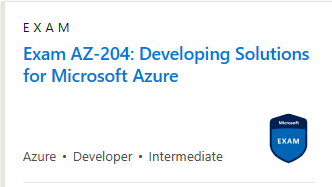 EXAM
Exam AZ-204: Developing Solutions
for Microsoft Azure
Microsoft
EXAM
Azure • Developer • Intermediate